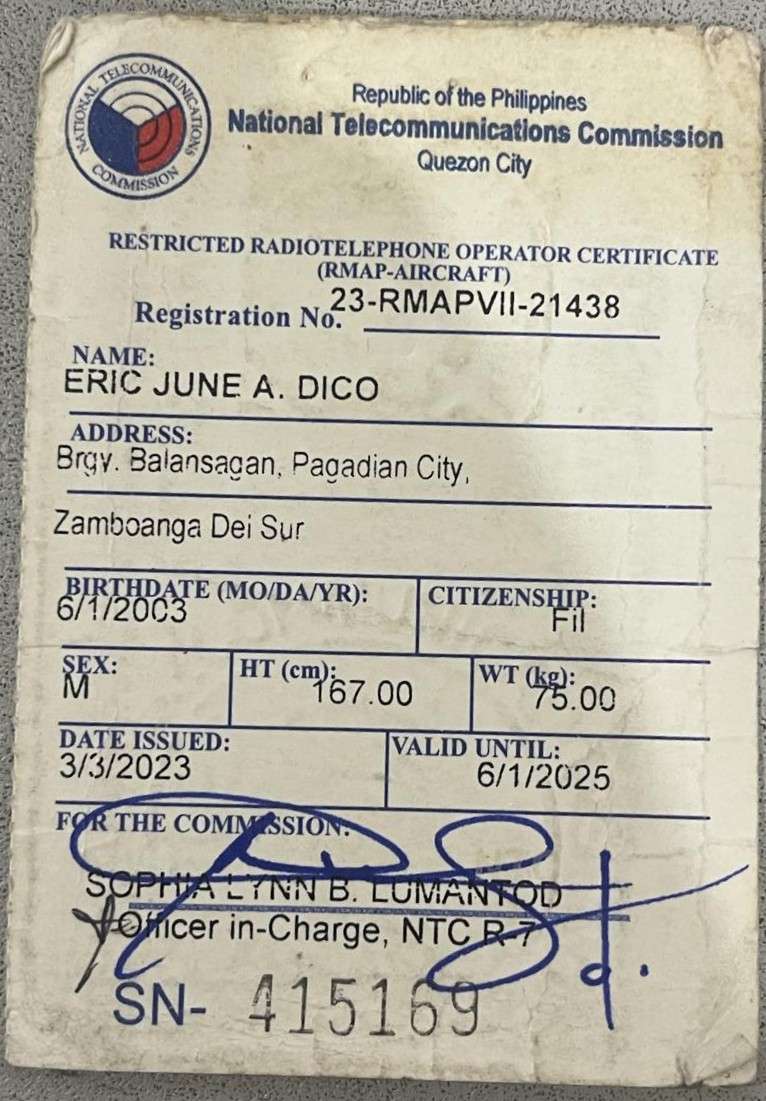 NATIONAL TELECOMMUNICATIONS COMMISSION
Republic of the Philippines
National Telecommunications Commission
Quezon City
RESTRICTED RADIOTELEPHONE OPERATOR CERTIFICATE
(RMAP-AIRCRAFT)
Registration No. 23-RMAPVII-21438
NAME:
ERIC JUNE A. DICO
ADDRESS:
Brgy. Balansagan, Pagadian City,
Zamboanga Del Sur
BIRTHDATE (MO/DA/YR): CITIZENSHIP:
6/1/2003 Fil
SEX: HT (cm): WT (kg):
M 167.00 75.00
DATE ISSUED: VALID UNTIL:
3/3/2023 6/1/2025
FOR THE COMMISSION:
SOPHIA LYNN B. LUMANTOD
Officer in-Charge, NTC R-7
SN- 415169